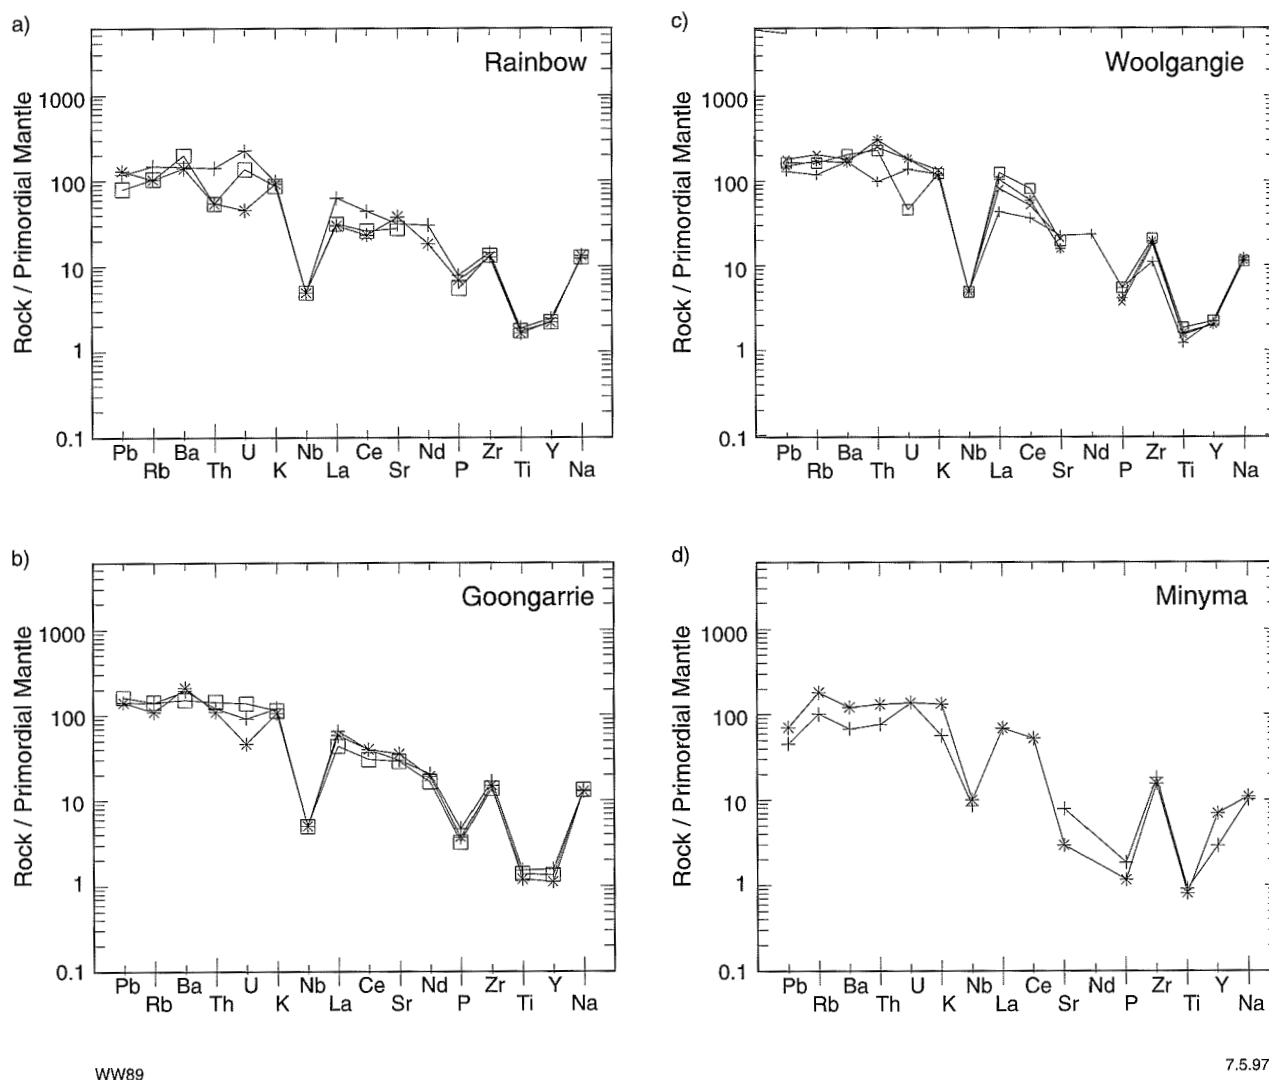 a)
Rainbow
Rock / Primordial Mantle
1000
100
10
1
0.1
Pb Ba U Nb Ce Nd Zr Y
Rb Th K La Sr P Ti Na
c)
Woolgangie
Rock / Primordial Mantle
1000
100
10
1
0.1
Pb Ba U Nb Ce Nd Zr Y
Rb Th K La Sr P Ti Na
b)
Goongarrie
Rock / Primordial Mantle
1000
100
10
1
0.1
Pb Ba U Nb Ce Nd Zr Y
Rb Th K La Sr P Ti Na
d)
Minyma
Rock / Primordial Mantle
1000
100
10
1
0.1
Pb Ba U Nb Ce Nd Zr Y
Rb Th K La Sr P Ti Na
WW89
7.5.97